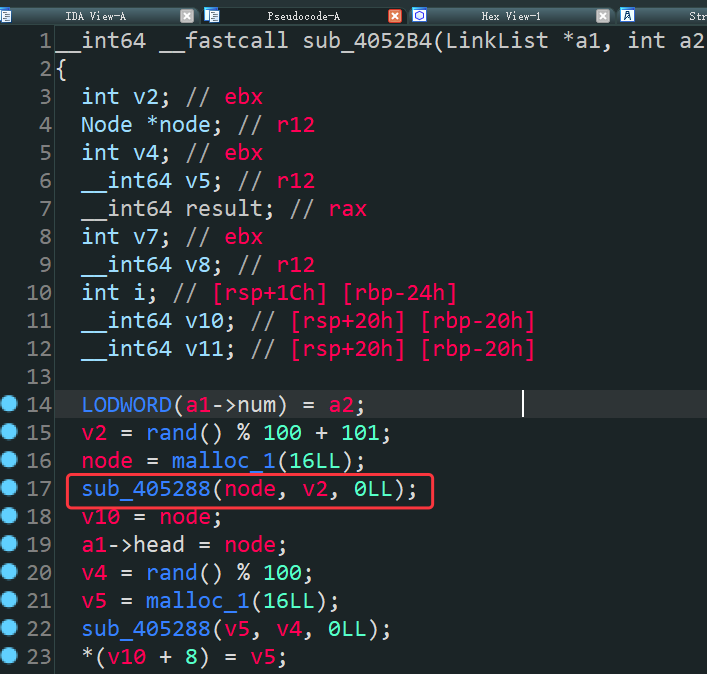 IDA View-A Pseudocode-A Hex View-1 Str
1 __int64 __fastcall sub_4052B4(LinkList *a1, int a2
2 {
3 int v2; // ebx
4 Node *node; // r12
5 int v4; // ebx
6 __int64 v5; // r12
7 __int64 result; // rax
8 int v7; // ebx
9 __int64 v8; // r12
10 int i; // [rsp+1Ch] [rbp-24h]
11 __int64 v10; // [rsp+20h] [rbp-20h]
12 __int64 v11; // [rsp+20h] [rbp-20h]
13
14 LODWORD(a1->num) = a2;
15 v2 = rand() % 100 + 101;
16 node = malloc_1(16LL);
17 sub_405288(node, v2, 0LL);
18 v10 = node;
19 a1->head = node;
20 v4 = rand() % 100;
21 v5 = malloc_1(16LL);
22 sub_405288(v5, v4, 0LL);
23 *(v10 + 8) = v5;